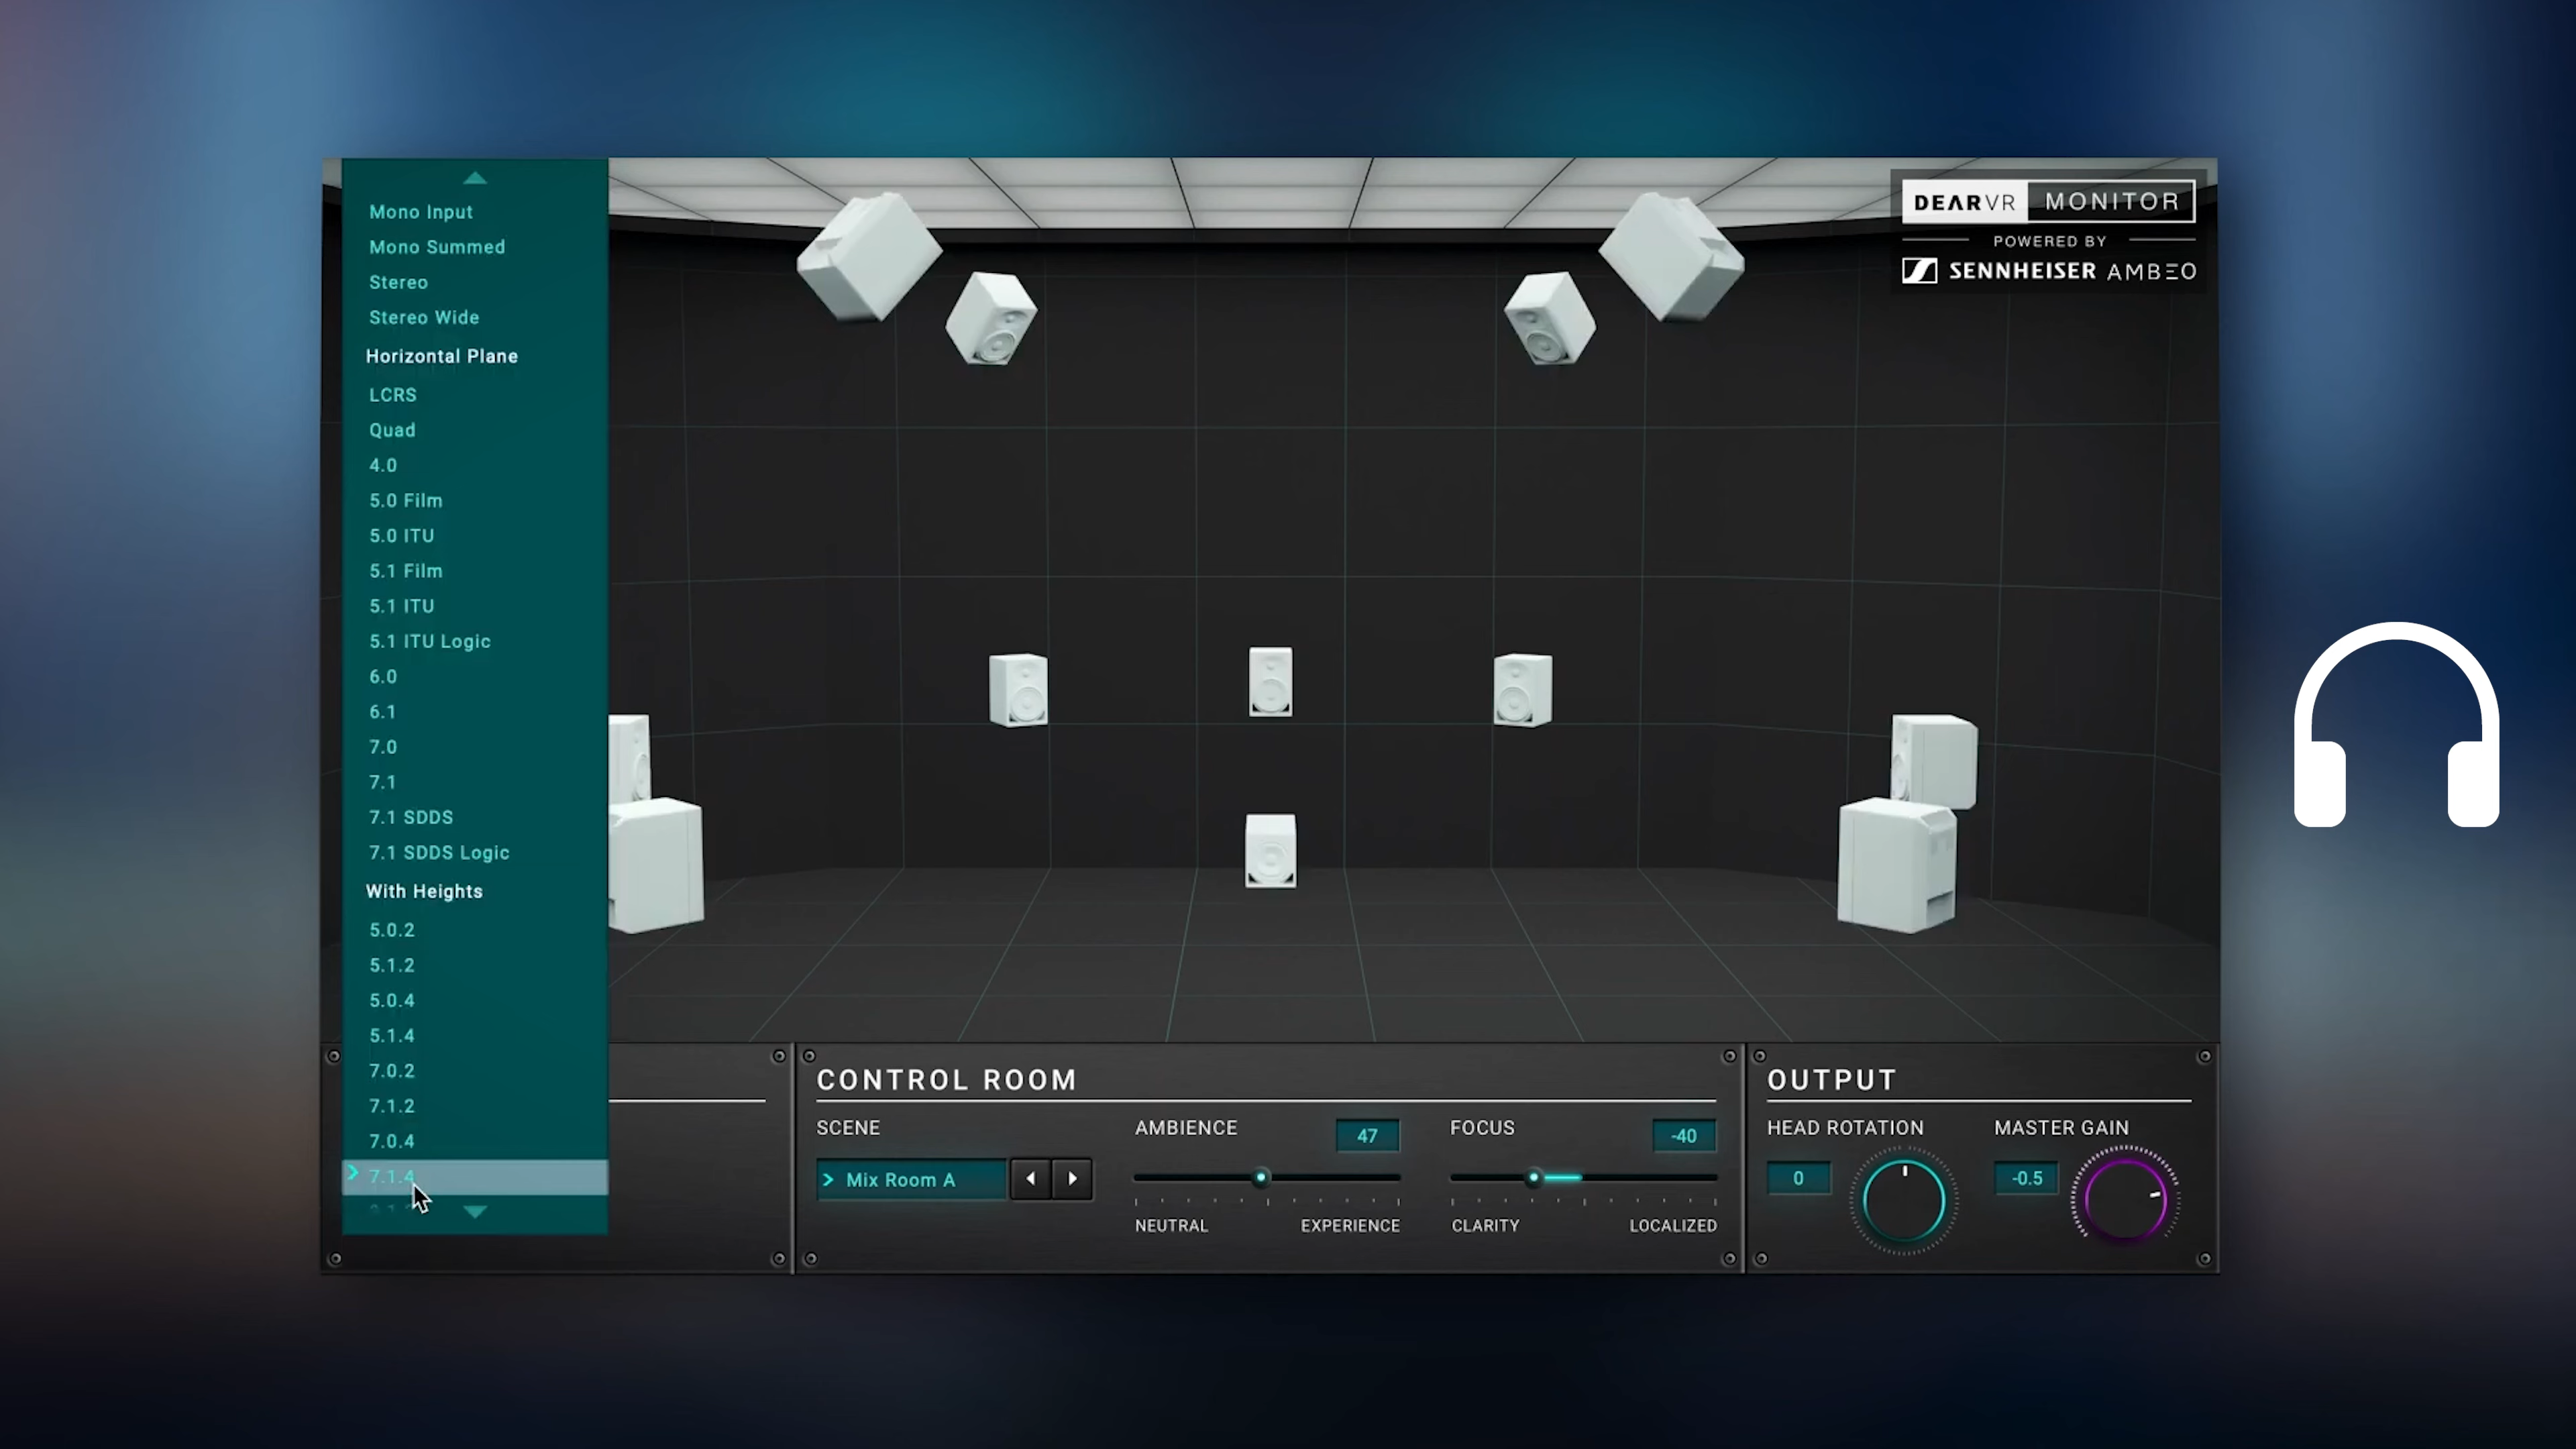 Mono Input
Mono Summed
Stereo
Stereo Wide
Horizontal Plane
LCRS
Quad
4.0
5.0 Film
5.0 ITU
5.1 Film
5.1 ITU
5.1 ITU Logic
6.0
6.1
7.0
7.1
7.1 SDDS
7.1 SDDS Logic
With Heights
5.0.2
5.1.2
5.0.4
5.1.4
7.0.2
7.1.2
7.0.4
7.1.4
DEARVR MONITOR
POWERED BY
SENNHEISER AMBEO
CONTROL ROOM
SCENE
Mix Room A
AMBIENCE 47
NEUTRAL EXPERIENCE
FOCUS -40
CLARITY LOCALIZED
OUTPUT
HEAD ROTATION
0
MASTER GAIN
-0.5